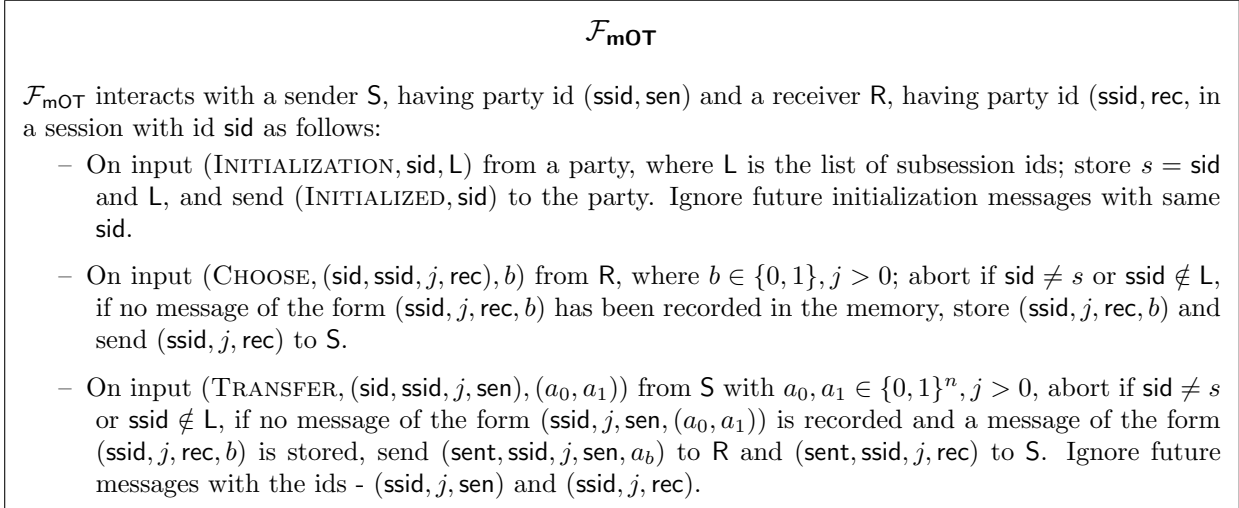 𝓕mOT
𝓕mOT interacts with a sender S, having party id (ssid, sen) and a receiver R, having party id (ssid, rec, in
a session with id sid as follows:
– On input (INITIALIZATION, sid, L) from a party, where L is the list of subsession ids; store s = sid
and L, and send (INITIALIZED, sid) to the party. Ignore future initialization messages with same
sid.
– On input (CHOOSE, (sid, ssid, j, rec), b) from R, where b ∈ {0, 1}, j > 0; abort if sid ≠ s or ssid ∉ L,
if no message of the form (ssid, j, rec, b) has been recorded in the memory, store (ssid, j, rec, b) and
send (ssid, j, rec) to S.
– On input (TRANSFER, (sid, ssid, j, sen), (a₀, a₁)) from S with a₀, a₁ ∈ {0, 1}ⁿ, j > 0, abort if sid ≠ s
or ssid ∉ L, if no message of the form (ssid, j, sen, (a₀, a₁)) is recorded and a message of the form
(ssid, j, rec, b) is stored, send (sent, ssid, j, sen, a_b) to R and (sent, ssid, j, rec) to S. Ignore future
messages with the ids - (ssid, j, sen) and (ssid, j, rec).